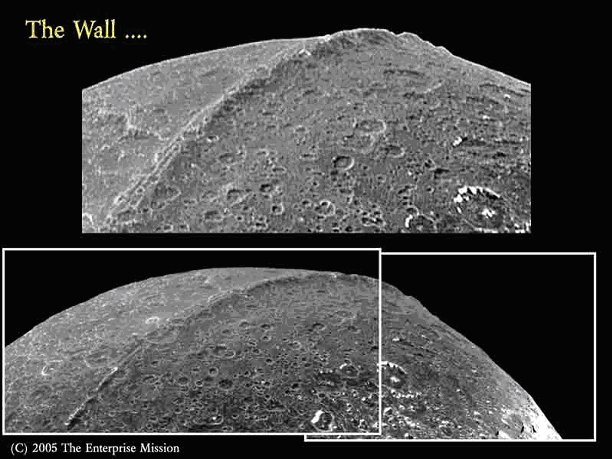 The Wall ....
(C) 2005 The Enterprise Mission